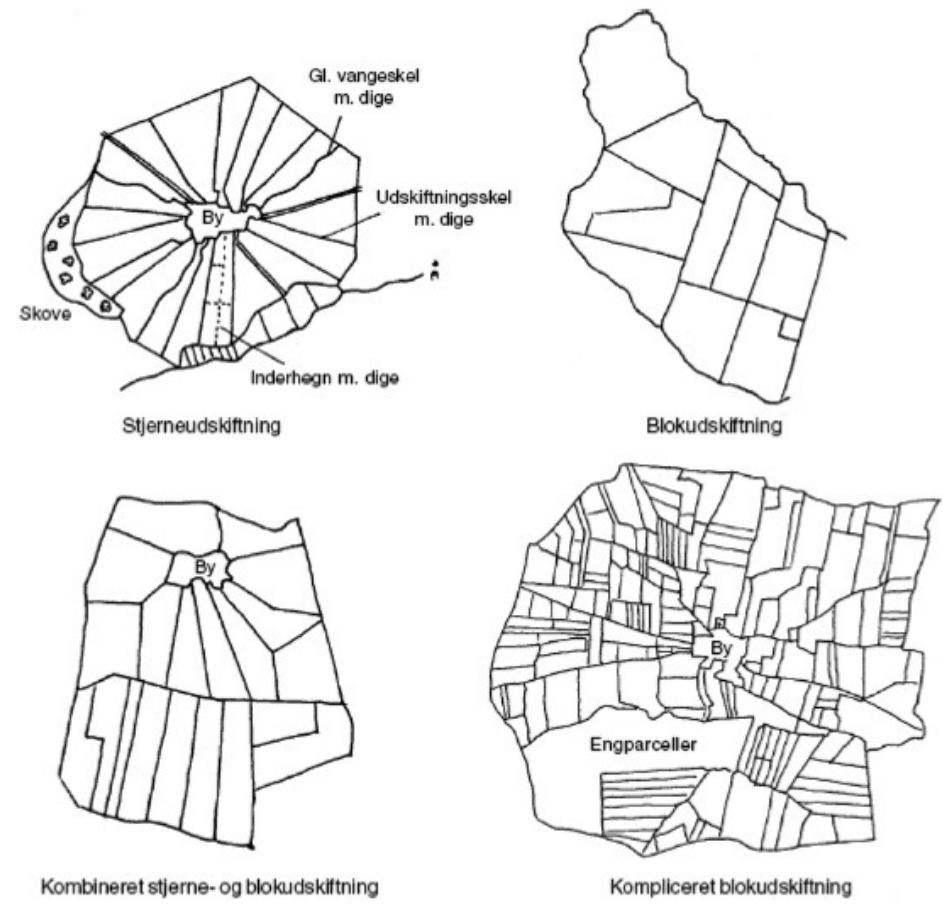 Gl. vangeskel
m. dige
Udskiftningsskel
m. dige
By
Skove
Inderhegn m. dige
Stjerneudskiftning
Blokudskiftning
By
Kombineret stjerne- og blokudskiftning
By
Engparceller
Kompliceret blokudskiftning